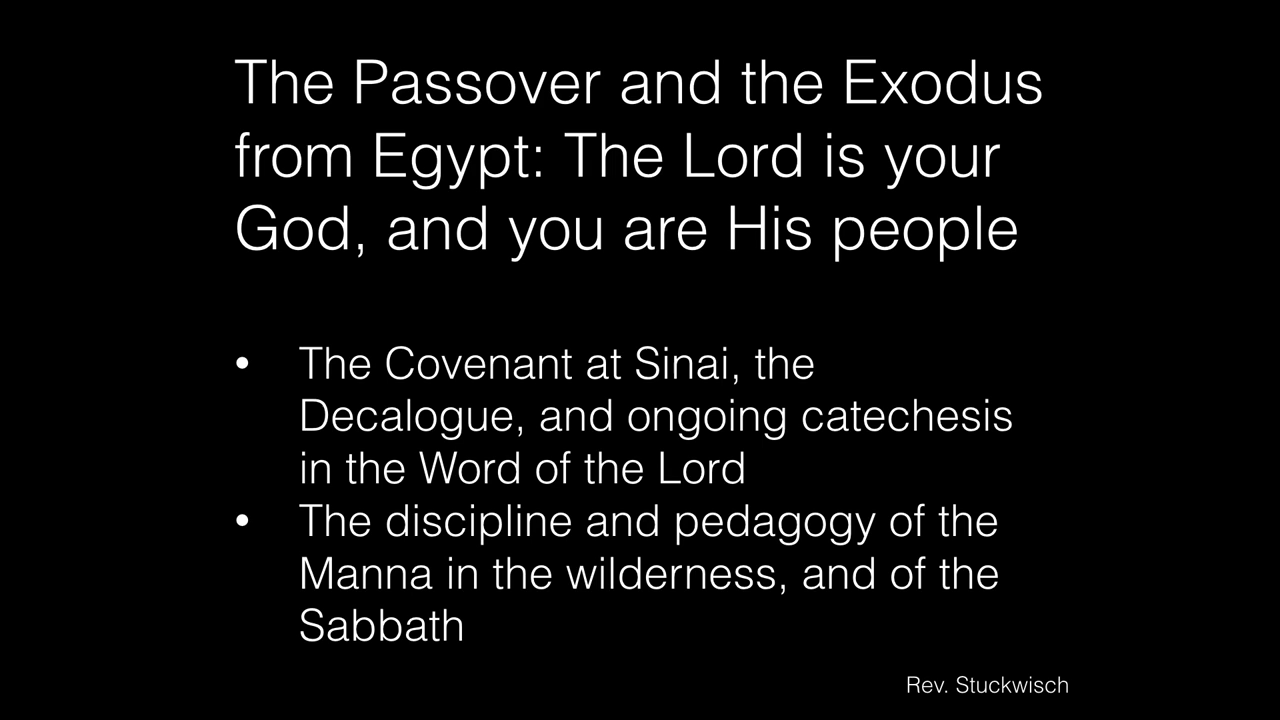 The Passover and the Exodus
from Egypt: The Lord is your
God, and you are His people
• The Covenant at Sinai, the
Decalogue, and ongoing catechesis
in the Word of the Lord
• The discipline and pedagogy of the
Manna in the wilderness, and of the
Sabbath
Rev. Stuckwisch